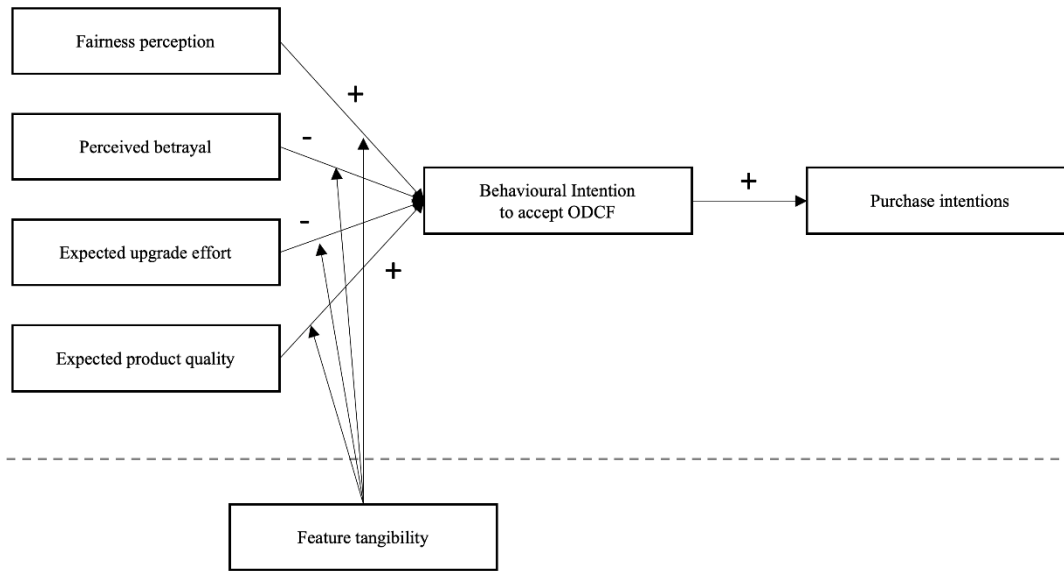 Fairness perception
+
Perceived betrayal
-
Behavioural Intention
to accept ODCF
+
Purchase intentions
Expected upgrade effort
-
Expected product quality
+
Feature tangibility